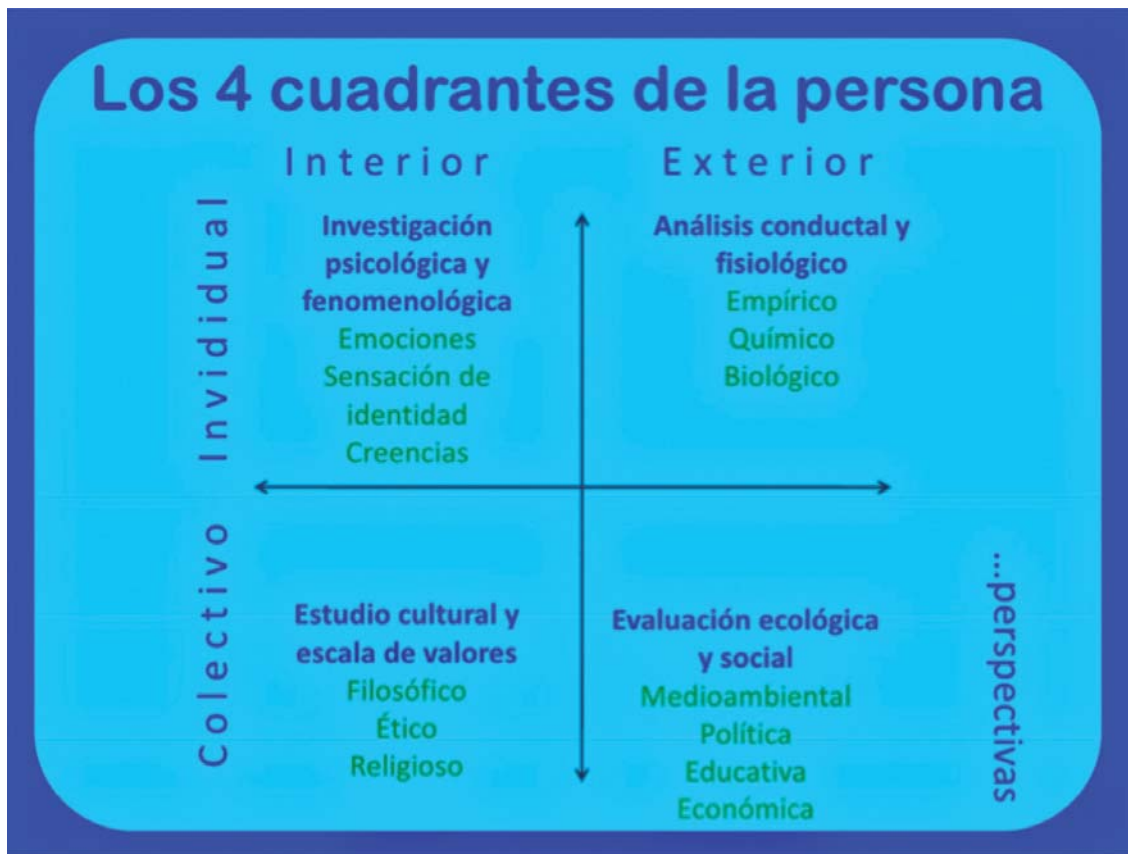 Los 4 cuadrantes de la persona
Interior
Exterior
Invididual
Investigación
psicológica y
fenomenológica
Emociones
Sensación de
identidad
Creencias
Análisis conductal y
fisiológico
Empírico
Químico
Biológico
Colectivo
Estudio cultural y
escala de valores
Filosófico
Ético
Religioso
Evaluación ecológica
y social
Medioambiental
Política
Educativa
Económica
...perspectivas